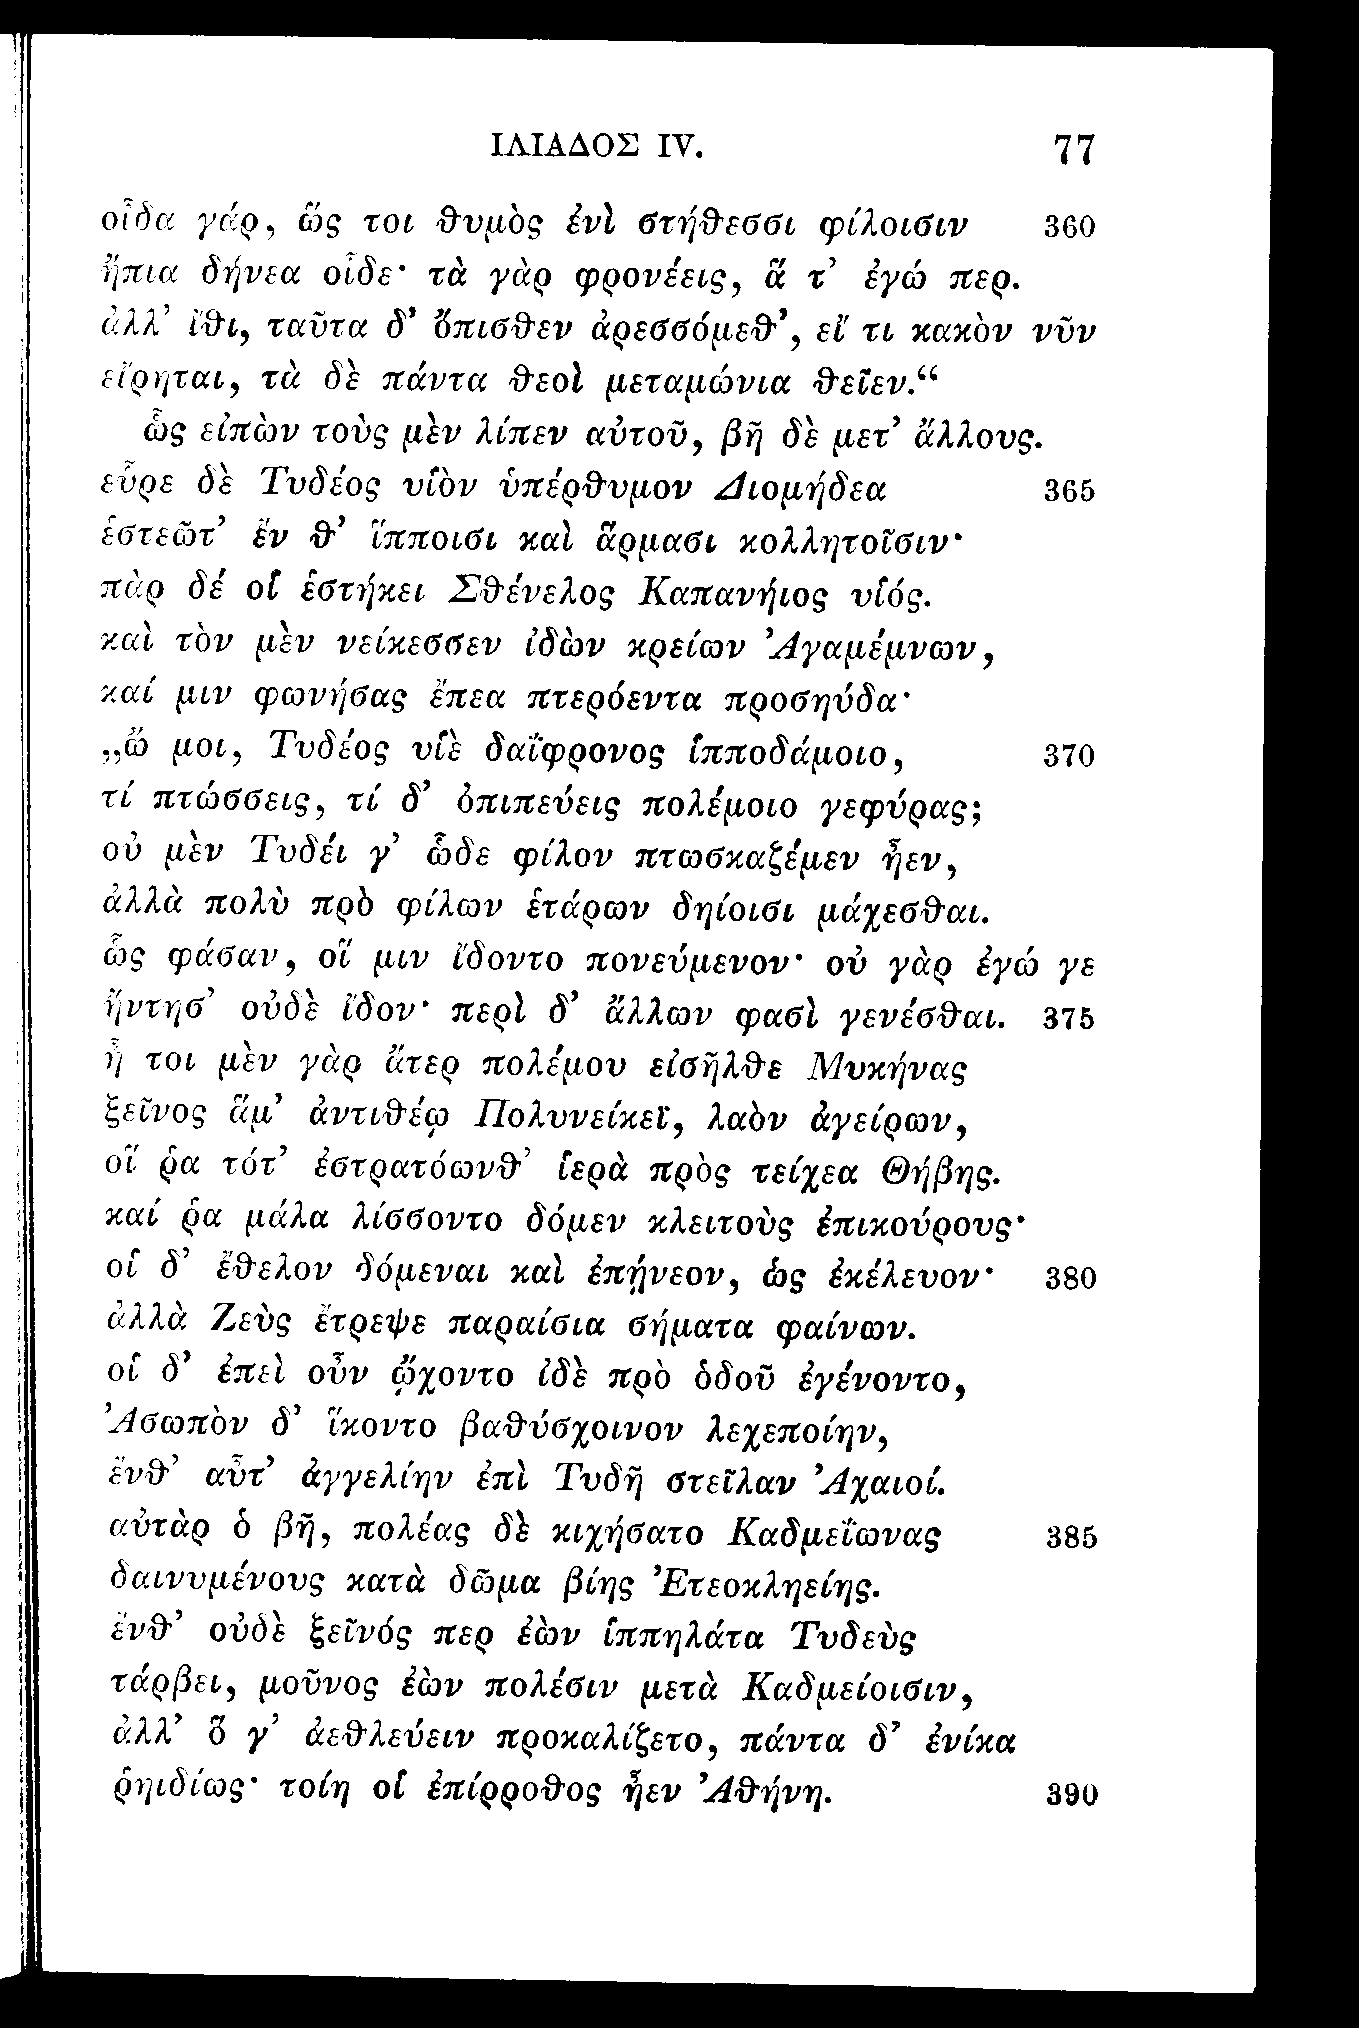 ΙΛΙΑΔΟΣ IV. 77
οἶδα γάρ, ὥς τοι ϑυμὸς ἐνὶ στήϑεσσι φίλοισιν 360
ἤπια δήνεα οἶδε· τὰ γὰρ φρονέεις, ἅ τ’ ἐγώ περ.
ἀλλ’ ἴϑι, ταῦτα δ’ ὄπισϑεν ἀρεσσόμεϑ’, εἴ τι κακὸν νῦν
εἴρηται, τὰ δὲ πάντα ϑεοὶ μεταμώνια ϑεῖεν.“
ὣς εἰπὼν τοὺς μὲν λίπεν αὐτοῦ, βῆ δὲ μετ’ ἄλλους.
εὗρε δὲ Τυδέος υἱὸν ὑπέρϑυμον Διομήδεα 365
ἑστεῶτ’ ἔν ϑ’ ἵπποισι καὶ ἅρμασι κολλητοῖσιν·
πὰρ δέ οἱ ἑστήκει Σϑένελος Καπανήιος υἱός.
καὶ τὸν μὲν νείκεσσεν ἰδὼν κρείων Ἀγαμέμνων,
καί μιν φωνήσας ἔπεα πτερόεντα προσηύδα·
„ὤ μοι, Τυδέος υἱὲ δαΐφρονος ἱπποδάμοιο, 370
τί πτώσσεις, τί δ’ ὀπιπεύεις πολέμοιο γεφύρας;
οὐ μὲν Τυδέι γ’ ὧδε φίλον πτωσκαζέμεν ἦεν,
ἀλλὰ πολὺ πρὸ φίλων ἑτάρων δηίοισι μάχεσϑαι.
ὣς φάσαν, οἵ μιν ἴδοντο πονεύμενον· οὐ γὰρ ἐγώ γε
ἤντησ’ οὐδὲ ἴδον· περὶ δ’ ἄλλων φασὶ γενέσϑαι. 375
ἦ τοι μὲν γὰρ ἄτερ πολέμου εἰσῆλϑε Μυκήνας
ξεῖνος ἅμ’ ἀντιϑέῳ Πολυνείκεϊ, λαὸν ἀγείρων,
οἵ ῥα τότ’ ἐστρατόωνϑ’ ἱερὰ πρὸς τείχεα Θήβης.
καί ῥα μάλα λίσσοντο δόμεν κλειτοὺς ἐπικούρους·
οἱ δ’ ἔϑελον δόμεναι καὶ ἐπῄνεον, ὡς ἐκέλευον· 380
ἀλλὰ Ζεὺς ἔτρεψε παραίσια σήματα φαίνων.
οἱ δ’ ἐπεὶ οὖν ᾤχοντο ἰδὲ πρὸ ὁδοῦ ἐγένοντο,
Ἀσωπὸν δ’ ἵκοντο βαϑύσχοινον λεχεποίην,
ἔνϑ’ αὖτ’ ἀγγελίην ἐπὶ Τυδῆ στεῖλαν Ἀχαιοί.
αὐτὰρ ὁ βῆ, πολέας δὲ κιχήσατο Καδμεΐωνας 385
δαινυμένους κατὰ δῶμα βίης Ἐτεοκληείης.
ἔνϑ’ οὐδὲ ξεῖνός περ ἐὼν ἱππηλάτα Τυδεὺς
τάρβει, μοῦνος ἐὼν πολέσιν μετὰ Καδμείοισιν,
ἀλλ’ ὅ γ’ ἀεϑλεύειν προκαλίζετο, πάντα δ’ ἐνίκα
ῥηιδίως· τοίη οἱ ἐπίρροϑος ἦεν Ἀϑήνη. 390